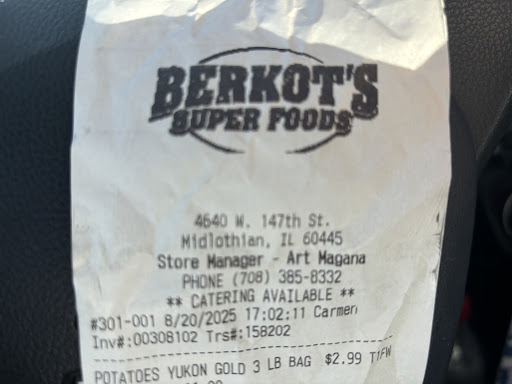 BERKOT'S
SUPER FOODS
4640 W. 147th St.
Midlothian, IL 60445
Store Manager - Art Magana
PHONE (708) 385-8332
** CATERING AVAILABLE **
#301-001 8/20/2025 17:02:11 Carmen
Inv#:00308102 Trs#:158202
POTATOES YUKON GOLD 3 LB BAG $2.99 T1FW